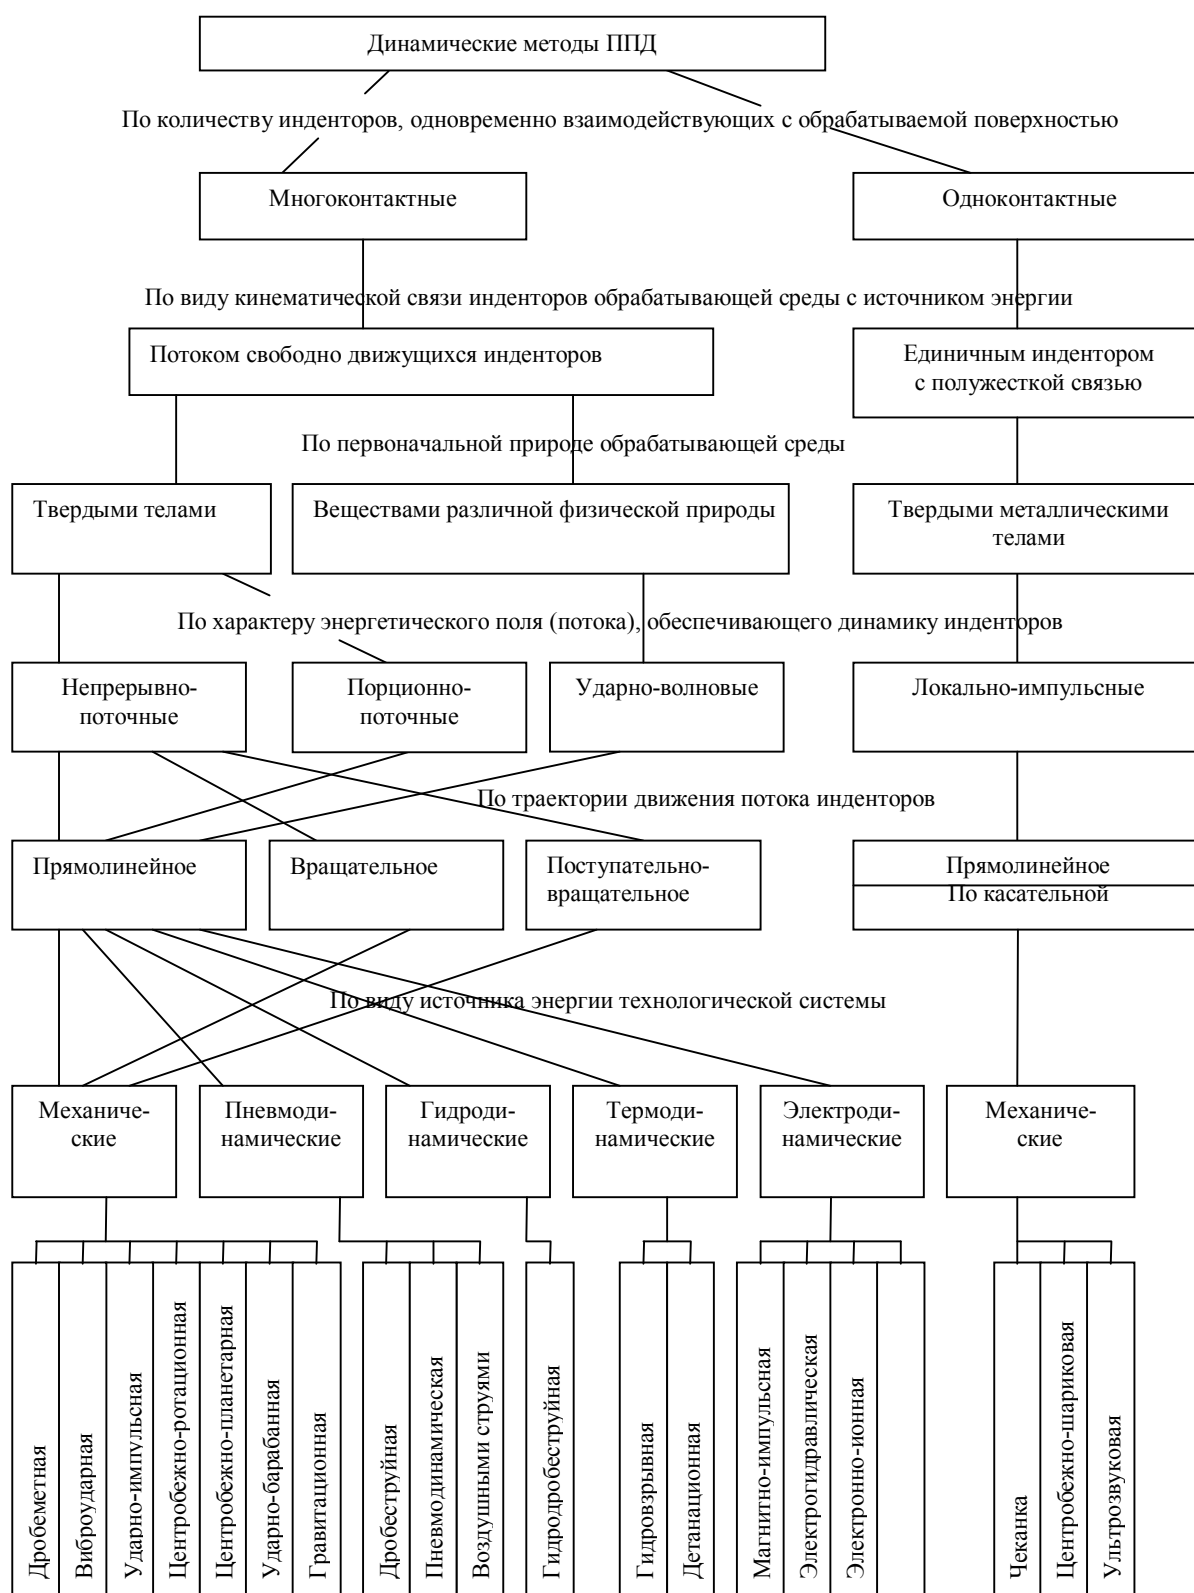 Динамические методы ППД
По количеству инденторов, одновременно взаимодействующих с обрабатываемой поверхностью
Многоконтактные
Одноконтактные
По виду кинематической связи инденторов обрабатывающей среды с источником энергии
Потоком свободно движущихся инденторов
Единичным индентором
с полужесткой связью
По первоначальной природе обрабатывающей среды
Твердыми телами
Веществами различной физической природы
Твердыми металлическими
телами
По характеру энергетического поля (потока), обеспечивающего динамику инденторов
Непрерывно-
поточные
Порционно-
поточные
Ударно-волновые
Локально-импульсные
По траектории движения потока инденторов
Прямолинейное
Вращательное
Поступательно-
вращательное
Прямолинейное
По касательной
По виду источника энергии технологической системы
Механиче-
ские
Пневмоди-
намические
Гидроди-
намические
Термоди-
намические
Электроди-
намические
Механиче-
ские
Дробеметная
Виброударная
Ударно-импульсная
Центробежно-ротационная
Центробежно-планетарная
Ударно-барабанная
Гравитационная
Дробеструйная
Пневмодинамическая
Воздушными струями
Гидродробеструйная
Гидровзрывная
Детанационная
Магнитно-импульсная
Электрогидравлическая
Электронно-ионная
Чеканка
Центробежно-шариковая
Ультрозвуковая